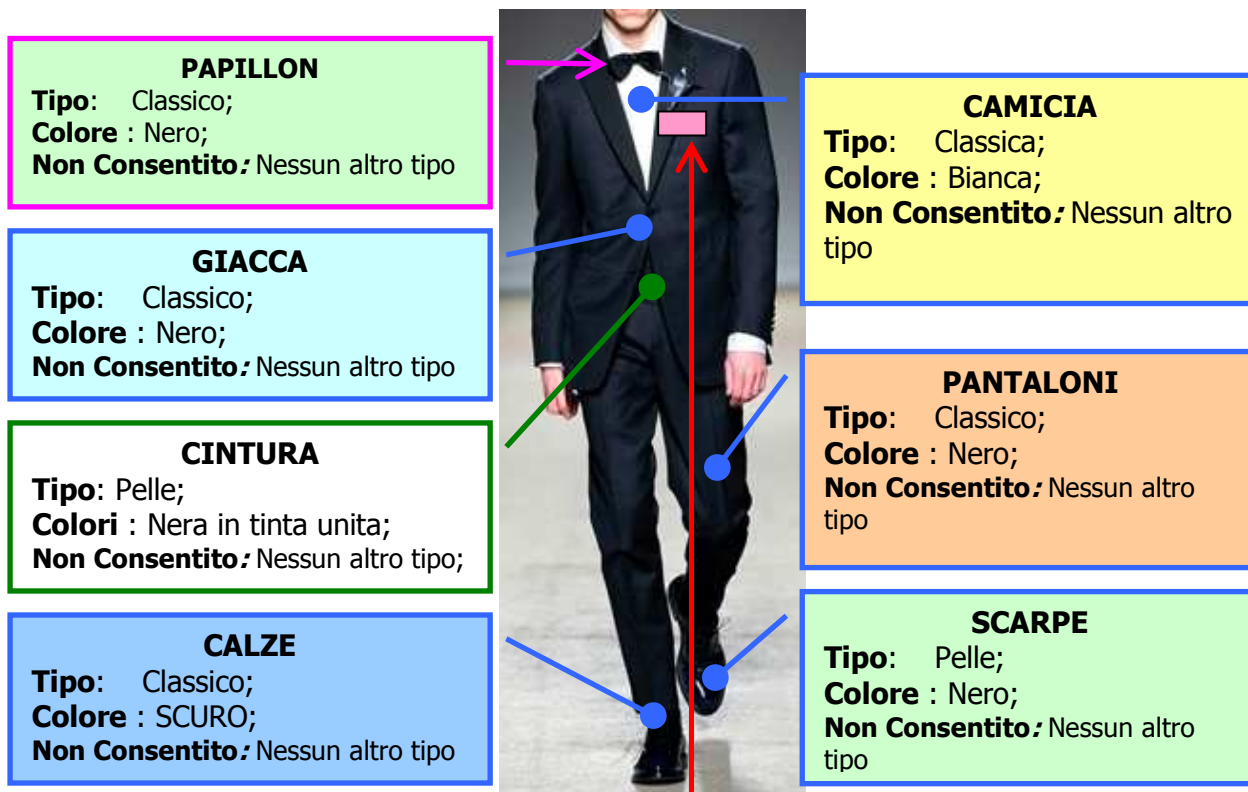 PAPILLON
Tipo: Classico;
Colore : Nero;
Non Consentito: Nessun altro tipo
GIACCA
Tipo: Classico;
Colore : Nero;
Non Consentito: Nessun altro tipo
CINTURA
Tipo: Pelle;
Colori : Nera in tinta unita;
Non Consentito: Nessun altro tipo;
CALZE
Tipo: Classico;
Colore : SCURO;
Non Consentito: Nessun altro tipo
CAMICIA
Tipo: Classica;
Colore : Bianca;
Non Consentito: Nessun altro
tipo
PANTALONI
Tipo: Classico;
Colore : Nero;
Non Consentito: Nessun altro
tipo
SCARPE
Tipo: Pelle;
Colore : Nero;
Non Consentito: Nessun altro
tipo